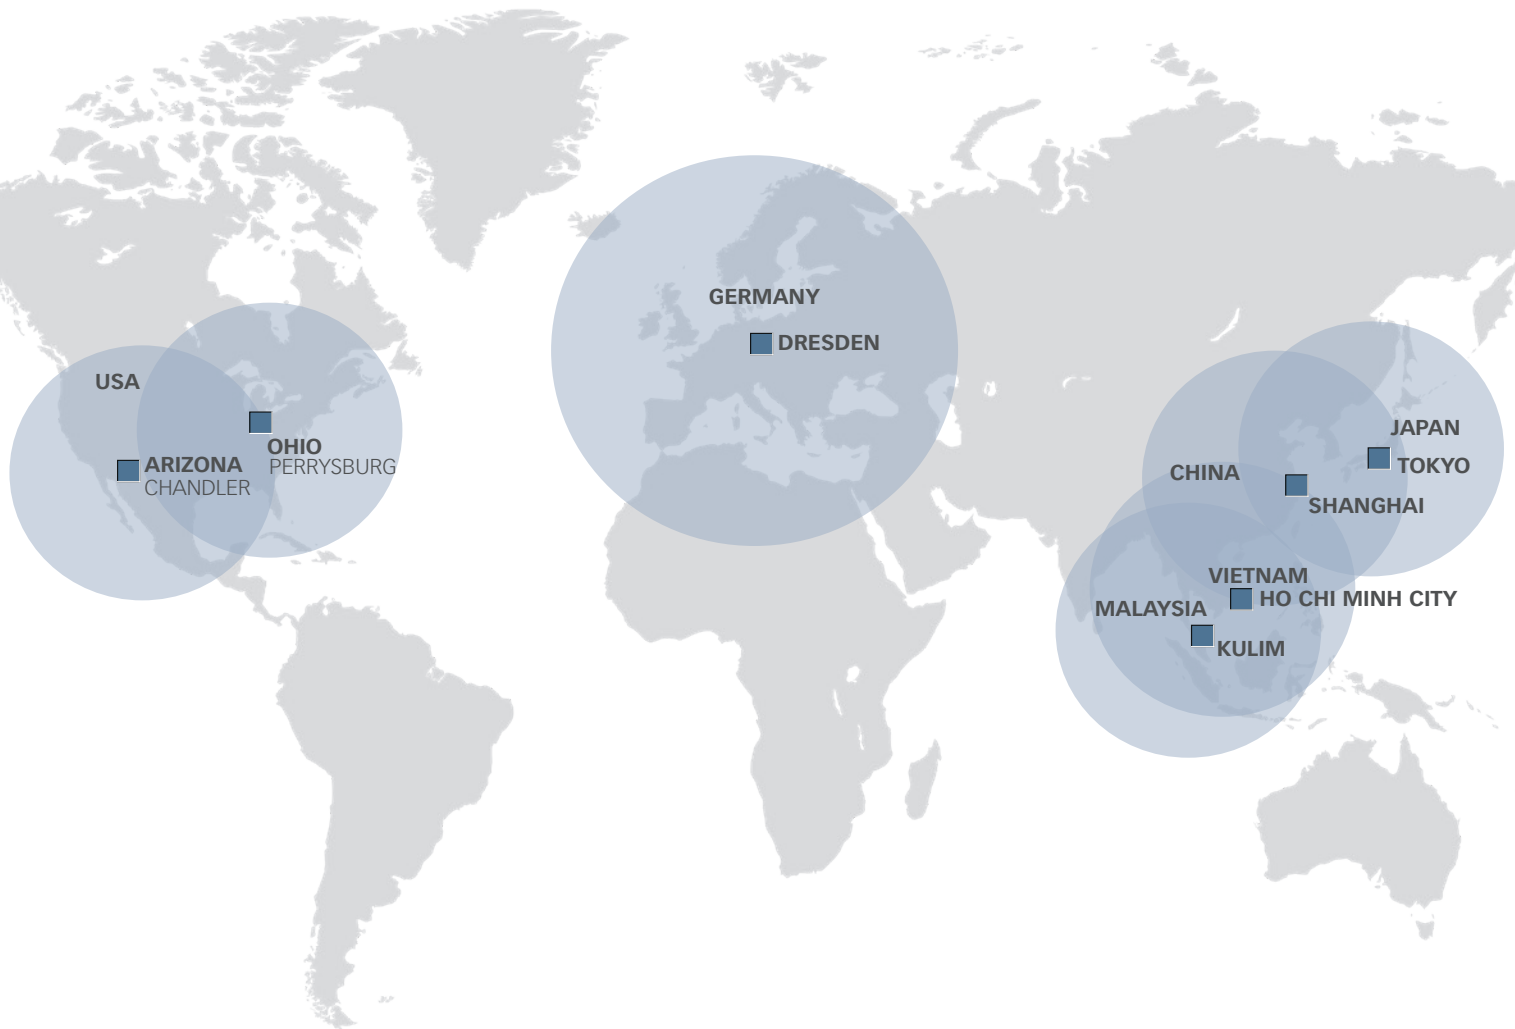 GERMANY
DRESDEN
USA
OHIO
PERRYSBURG
ARIZONA
CHANDLER
JAPAN
TOKYO
CHINA
SHANGHAI
VIETNAM
HO CHI MINH CITY
MALAYSIA
KULIM